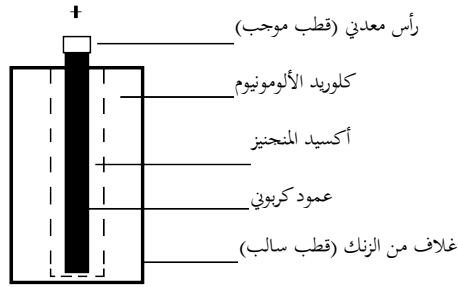 +
رأس معدني (قطب موجب)
كلوريد الألومونيوم
أكسيد المنجنيز
عمود كربوني
غلاف من الزنك (قطب سالب)